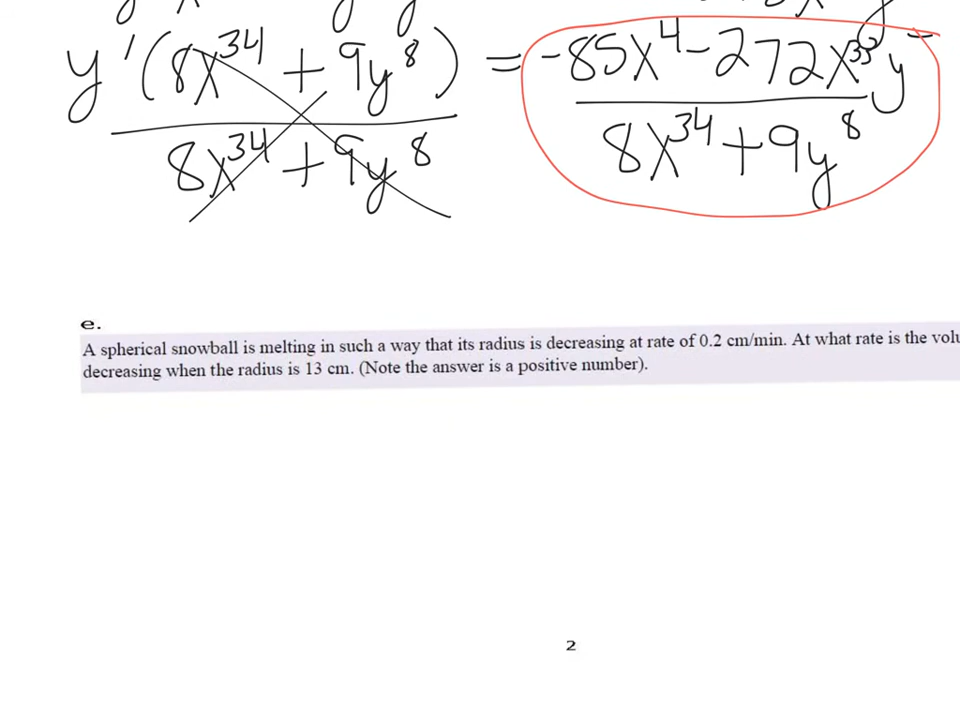 y'(8x^34 + 9y^8) = -85x^4 - 272x^33 y
8x^34 + 9y^8 8x^34 + 9y^8
e.
A spherical snowball is melting in such a way that its radius is decreasing at rate of 0.2 cm/min. At what rate is the
decreasing when the radius is 13 cm. (Note the answer is a positive number).
2